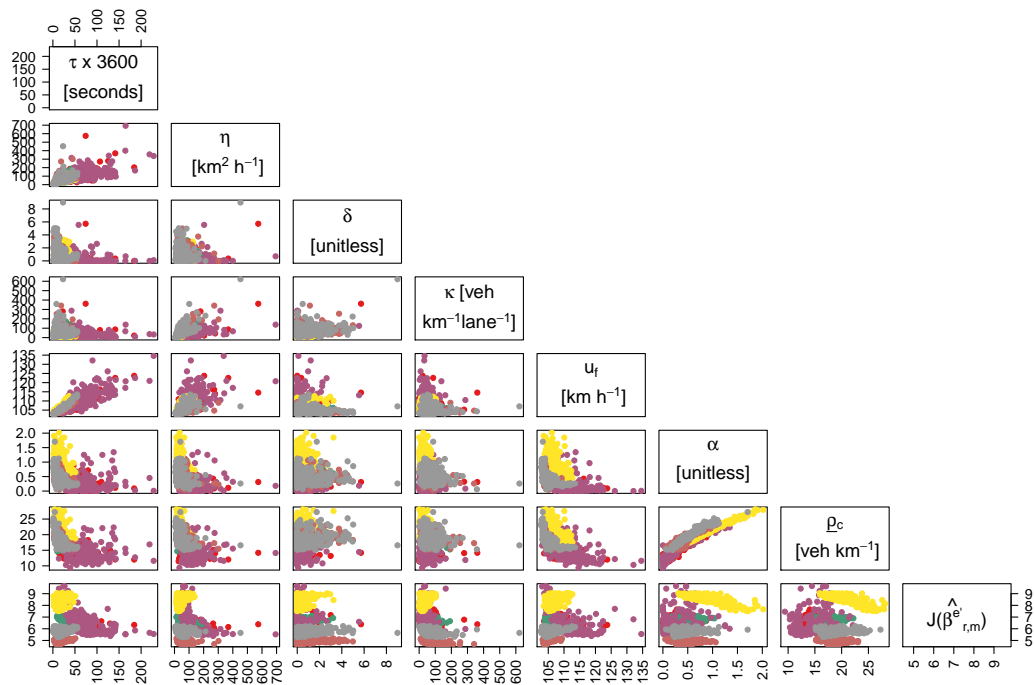 0 50 100 200
200
150
100
50
0
τ x 3600
[seconds]
700
600
500
400
300
200
100
0
η
[km² h⁻¹]
8
6
4
2
0
δ
[unitless]
600
500
400
300
200
100
0
κ [veh
km⁻¹lane⁻¹]
135
125
115
105
u_f
[km h⁻¹]
2.0
1.5
1.0
0.5
0.0
α
[unitless]
25
20
15
10
ρ_c
[veh km⁻¹]
9
8
7
6
5
Ĵ(β^e'_r,m)
9
8
7
6
5
0 50 100 200
0 100 200 300 400 500 600 700
0 2 4 6 8
0 100 200 300 400 600
105 110 115 120 125 130 135
0.0 0.5 1.0 1.5 2.0
10 15 20 25
5 6 7 8 9